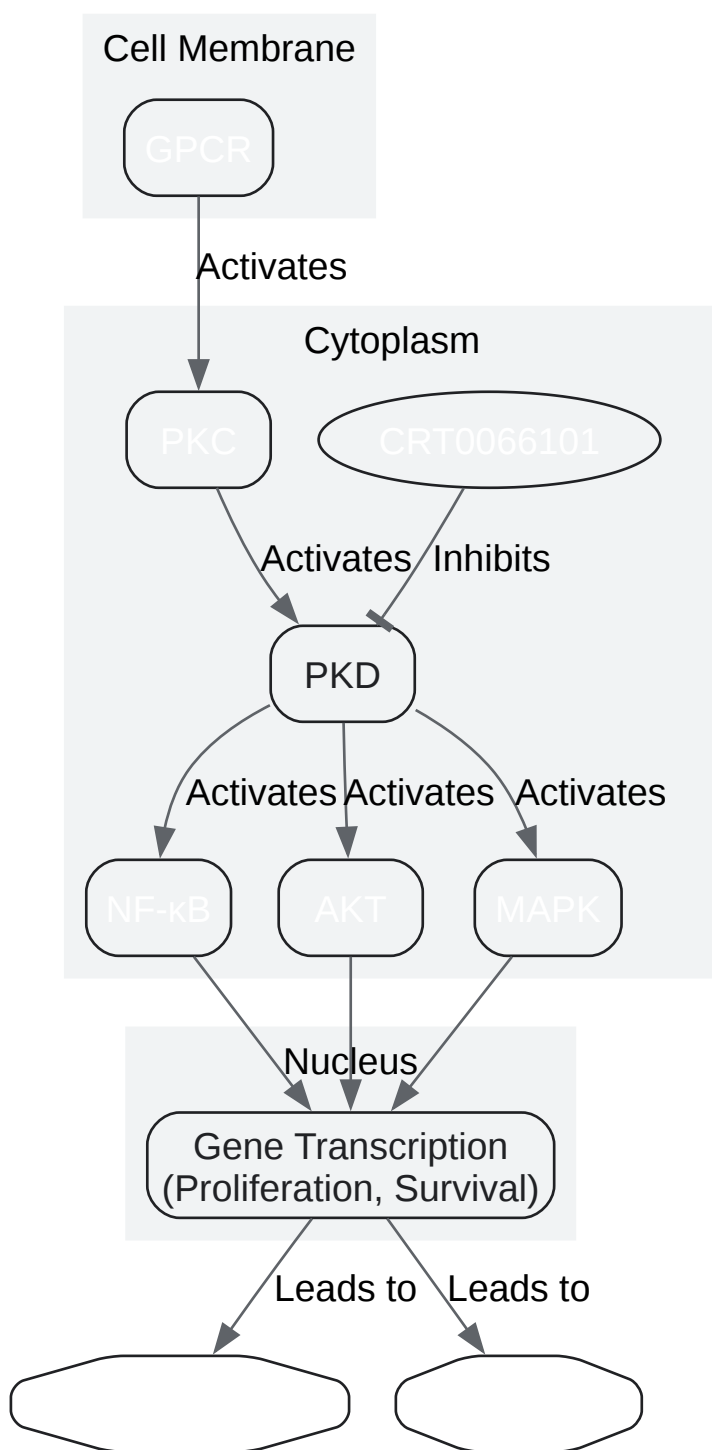 Cell Membrane
GPCR
Activates
Cytoplasm
PKC
CRT0066101
Activates
Inhibits
PKD
Activates
Activates
Activates
NF-κB
AKT
MAPK
Nucleus
Gene Transcription
(Proliferation, Survival)
Leads to
Leads to